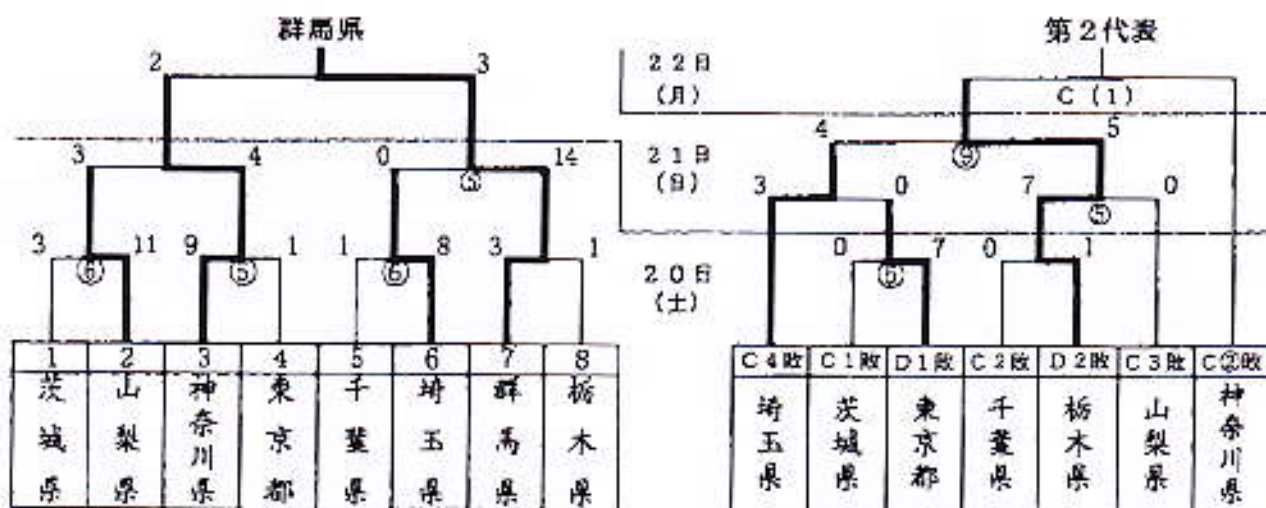 群馬県 第2代表
2 3 22日
(月) C (1)
3 4 0 14 21日
(日) 4 5
⑤ ⑨
3 0 7 0
3 11 9 1 1 8 3 1 0 7 0 1 ⑤
⑥ ⑤ ⑥ 20日
(土) ⑤
1 2 3 4 5 6 7 8 C4敗 C1敗 D1敗 C2敗 D2敗 C3敗 C②敗
茨城県 山梨県 神奈川県 東京都 千葉県 埼玉県 群馬県 栃木県 埼玉県 茨城県 東京都 千葉県 栃木県 山梨県 神奈川県